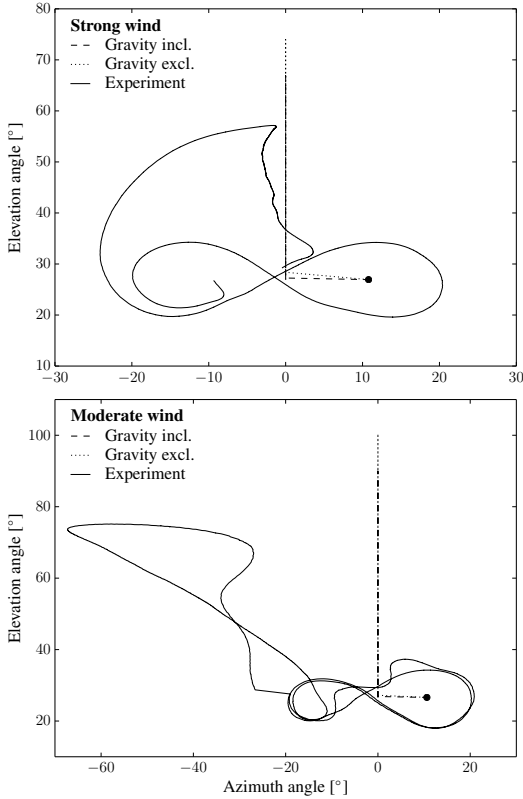 80
70
60
50
40
30
20
10
Elevation angle [°]
Strong wind
Gravity incl.
Gravity excl.
Experiment
−30 −20 −10 0 10 20 30
100
80
60
40
20
Elevation angle [°]
Moderate wind
Gravity incl.
Gravity excl.
Experiment
−60 −40 −20 0 20
Azimuth angle [°]